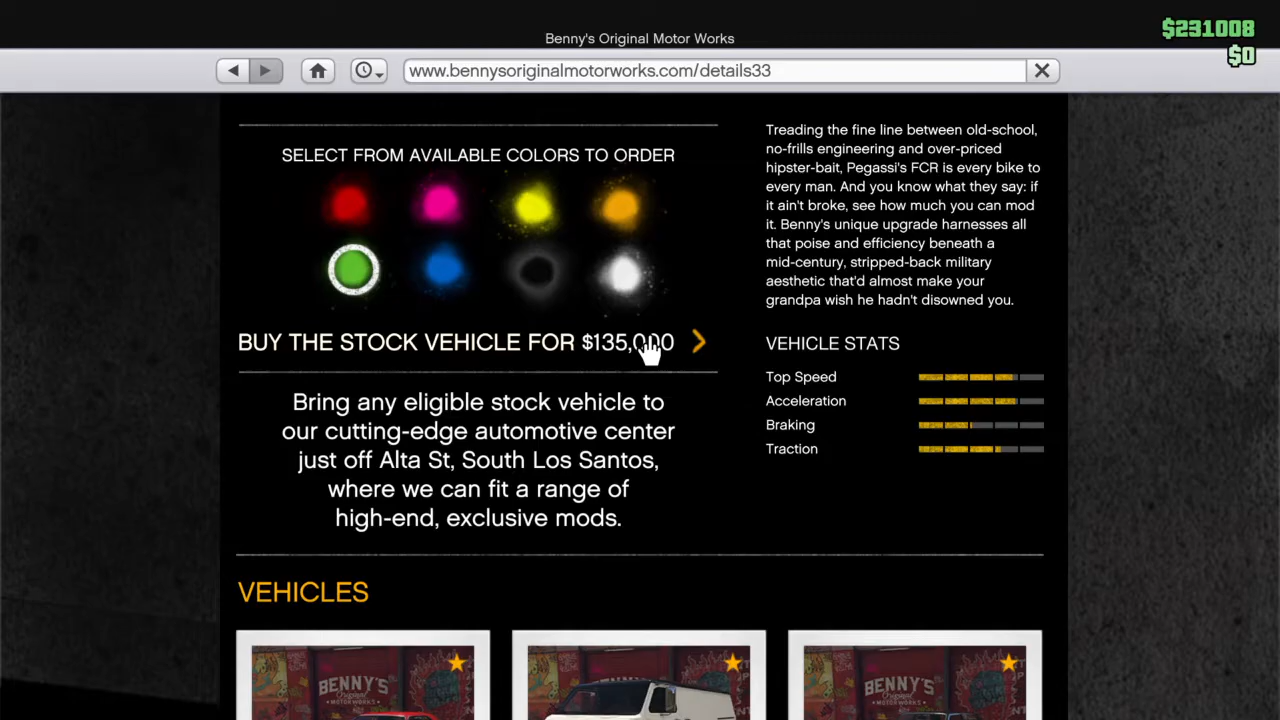 Benny's Original Motor Works
$231008
$0
www.bennysoriginalmotorworks.com/details33
SELECT FROM AVAILABLE COLORS TO ORDER
BUY THE STOCK VEHICLE FOR $135,000
Bring any eligible stock vehicle to
our cutting-edge automotive center
just off Alta St, South Los Santos,
where we can fit a range of
high-end, exclusive mods.
Treading the fine line between old-school,
no-frills engineering and over-priced
hipster-bait, Pegassi's FCR is every bike to
every man. And you know what they say: if
it ain't broke, see how much you can mod
it. Benny's unique upgrade harnesses all
that poise and efficiency beneath a
mid-century, stripped-back military
aesthetic that'd almost make your
grandpa wish he hadn't disowned you.
VEHICLE STATS
Top Speed
Acceleration
Braking
Traction
VEHICLES
BENNY'S
Original
MOTORWORKS
BENNY'S
Original
MOTORWORKS